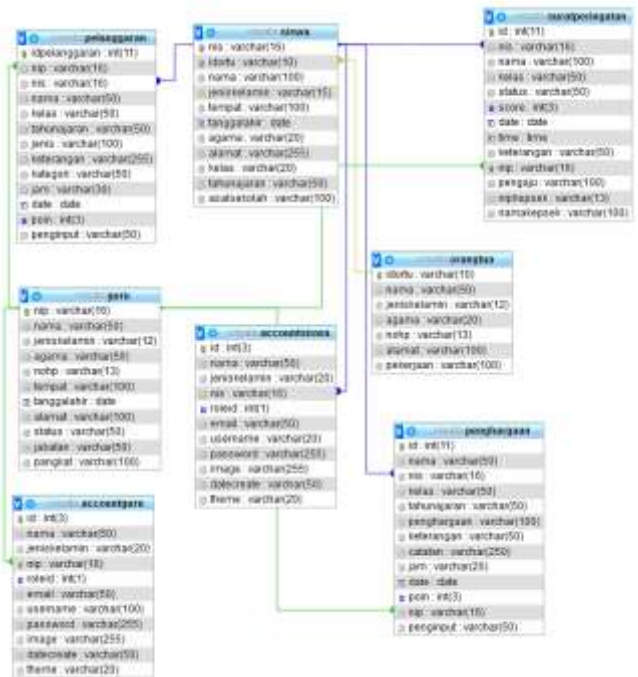 pelanggaran
idpelanggaran : int(11)
nip : varchar(16)
nis : varchar(16)
nama : varchar(50)
kelas : varchar(50)
tahunajaran : varchar(50)
jenis : varchar(100)
keterangan : varchar(255)
kategori : varchar(50)
jam : varchar(30)
date : date
poin : int(3)
penginput : varchar(50)
siswa
nis : varchar(16)
idortu : varchar(10)
nama : varchar(100)
jeniskelamin : varchar(15)
tempat : varchar(100)
tanggalahir : date
agama : varchar(20)
alamat : varchar(255)
kelas : varchar(20)
tahunajaran : varchar(50)
asalsekolah : varchar(100)
suratperingatan
id : int(11)
nis : varchar(16)
nama : varchar(100)
kelas : varchar(50)
status : varchar(50)
score : int(3)
date : date
time : time
keterangan : varchar(50)
nip : varchar(16)
pengaju : varchar(100)
nipkepsek : varchar(13)
namakepsek : varchar(100)
orangtua
idortu : varchar(10)
nama : varchar(50)
jeniskelamin : varchar(12)
agama : varchar(20)
nohp : varchar(13)
alamat : varchar(100)
pekerjaan : varchar(100)
guru
nip : varchar(16)
nama : varchar(50)
jeniskelamin : varchar(12)
agama : varchar(50)
nohp : varchar(13)
tempat : varchar(100)
tanggalahir : date
alamat : varchar(100)
status : varchar(50)
jabatan : varchar(50)
pangkat : varchar(100)
accountsiswa
id : int(3)
nama : varchar(50)
jeniskelamin : varchar(20)
nis : varchar(16)
roleid : int(1)
email : varchar(50)
username : varchar(20)
password : varchar(250)
image : varchar(255)
datecreate : varchar(50)
theme : varchar(20)
penghargaan
id : int(11)
nama : varchar(50)
nis : varchar(16)
kelas : varchar(50)
tahunajaran : varchar(50)
penghargaan : varchar(100)
keterangan : varchar(50)
catatan : varchar(250)
jam : varchar(20)
date : date
poin : int(3)
nip : varchar(16)
penginput : varchar(50)
accountguru
id : int(3)
nama : varchar(50)
jeniskelamin : varchar(20)
nip : varchar(16)
roleid : int(1)
email : varchar(50)
username : varchar(100)
password : varchar(255)
image : varchar(255)
datecreate : varchar(50)
theme : varchar(20)